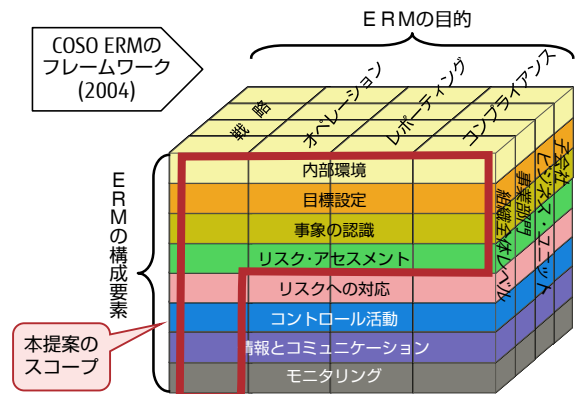 ＥＲＭの目的
COSO ERMの
フレームワーク
(2004)
戦略
オペレーション
レポーティング
コンプライアンス
ERMの構成要素
内部環境
目標設定
事象の認識
リスク・アセスメント
リスクへの対応
コントロール活動
情報とコミュニケーション
モニタリング
組織全体レベル
事業部門
ビジネス・ユニット
子会社
本提案の
スコープ